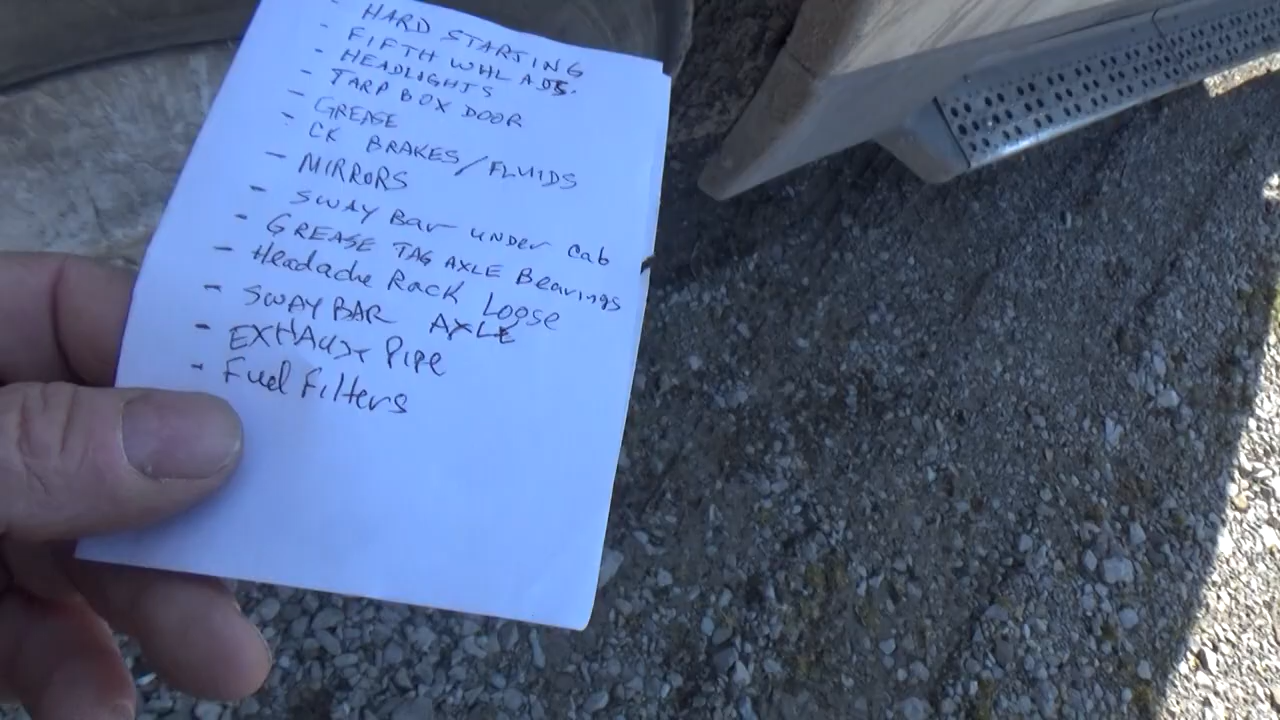 - HARD STARTING
- FIFTH WHL ADJ.
- HEADLIGHTS
- TARP BOX DOOR
- GREASE
- CK BRAKES/FLUIDS
- MIRRORS
- SWAY Bar UNDER cab
- GREASE TAG AXLE Bearings
- Headache Rack Loose
- SWAY BAR AXLE
- EXHAUST PIPE
- Fuel Filters